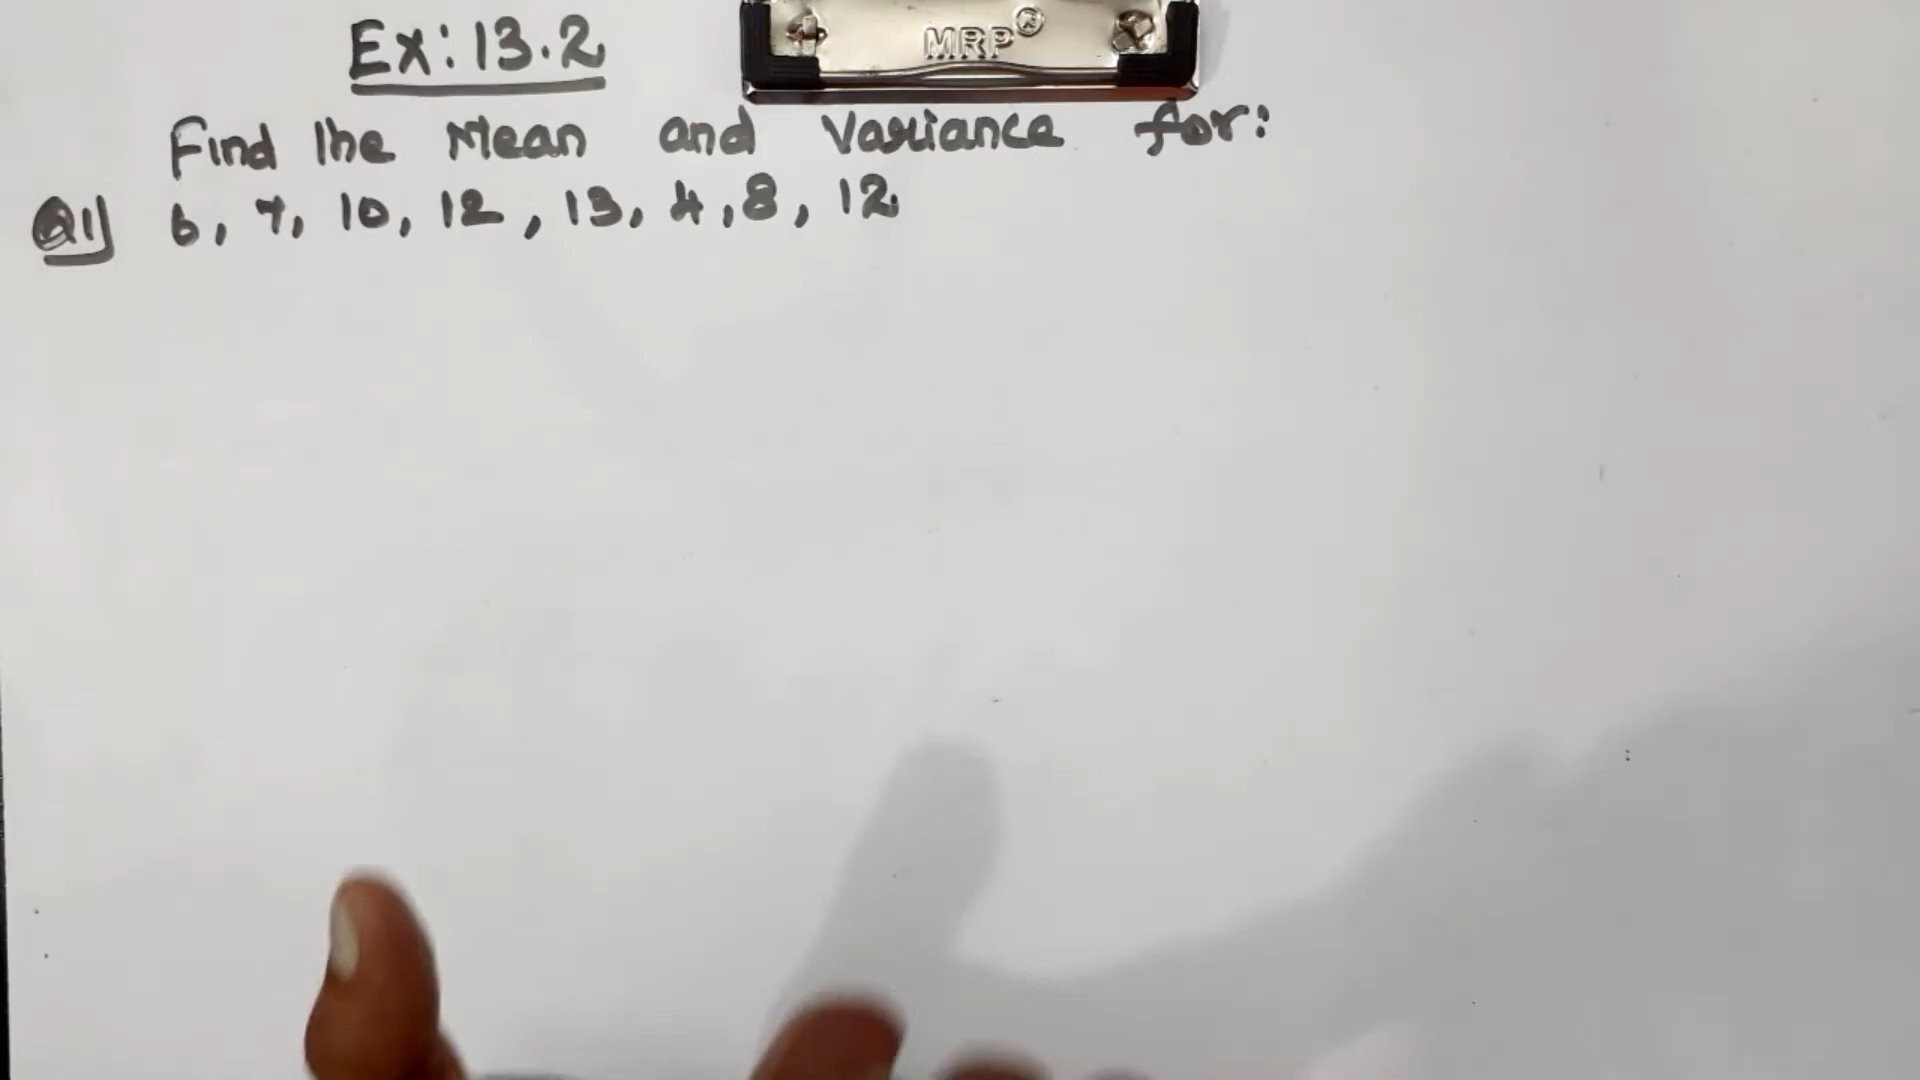 Ex: 13.2
MRP®
Find the Mean and Variance for:
Q1) 6, 7, 10, 12, 13, 4, 8, 12